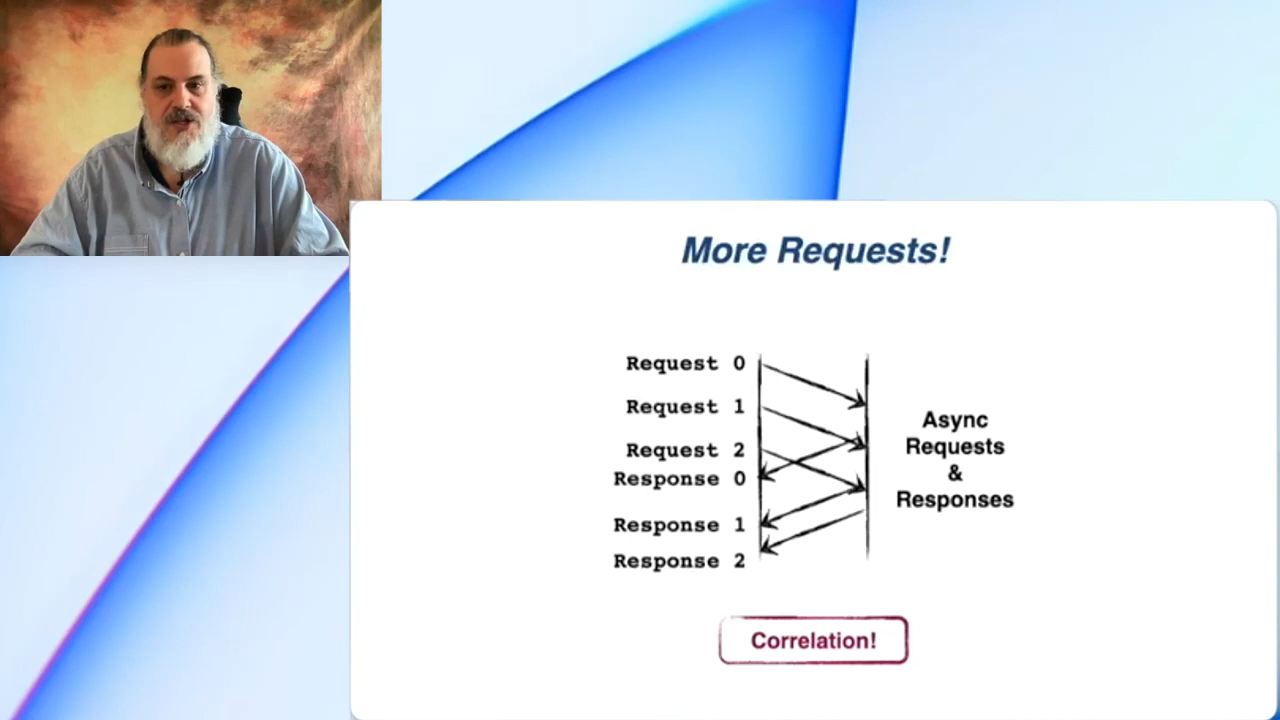 More Requests!
Request 0
Request 1
Request 2
Response 0
Response 1
Response 2
Async
Requests
&
Responses
Correlation!